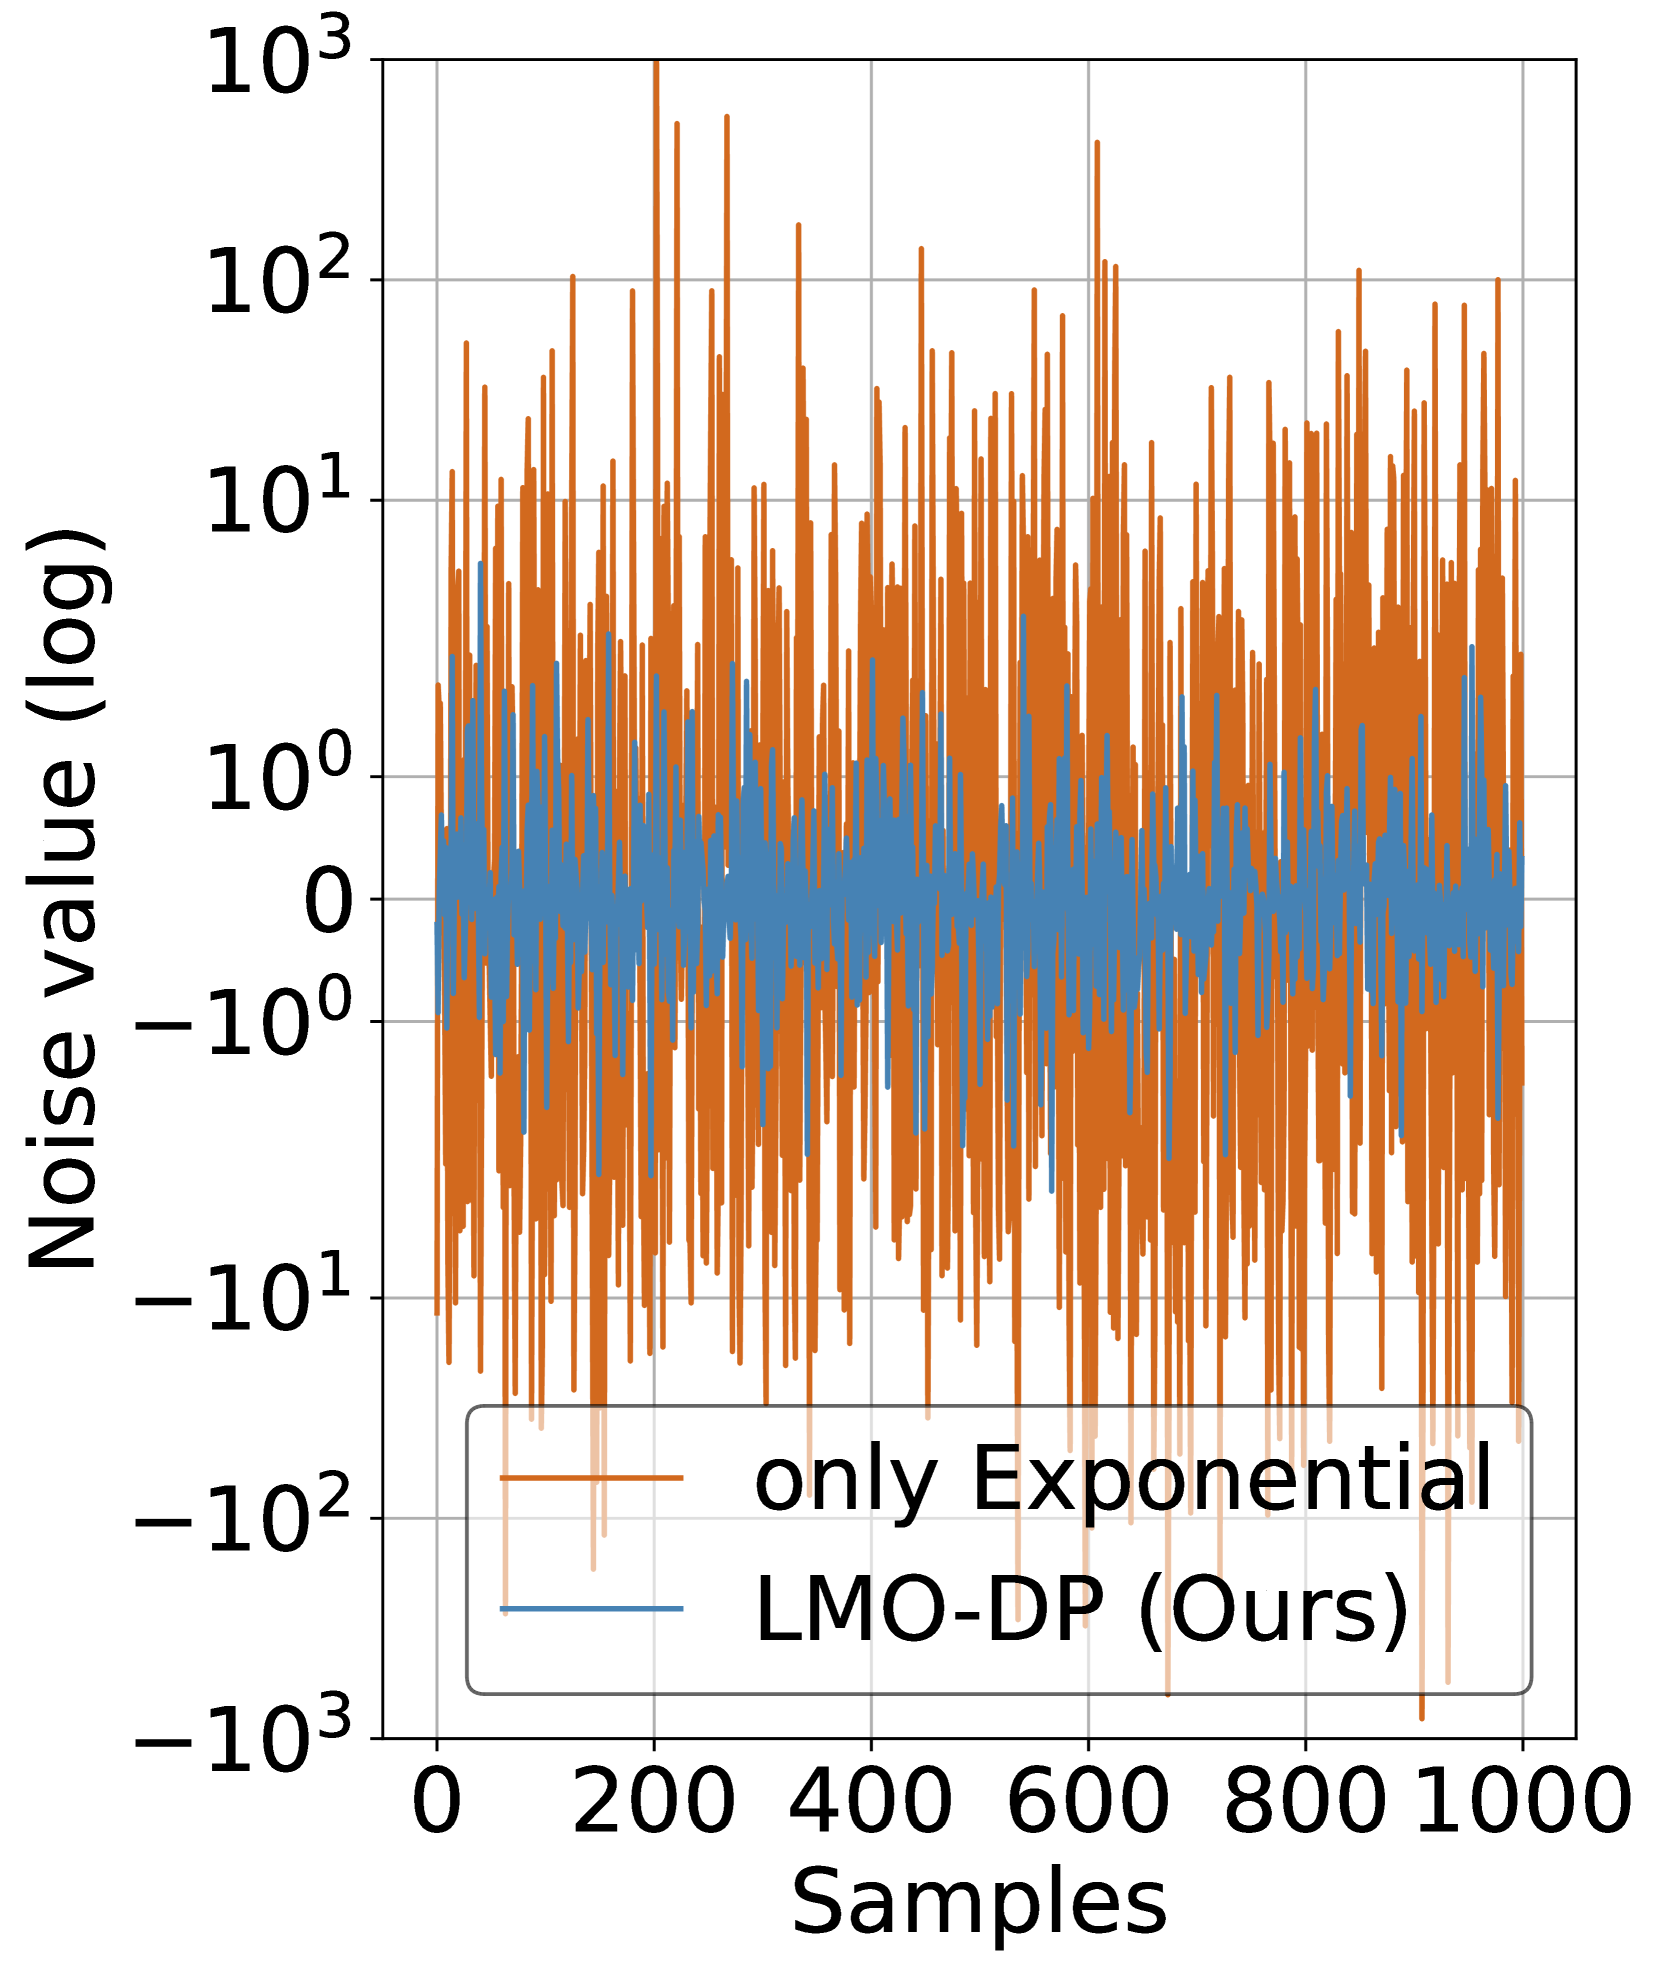 Noise value (log)
10³
10²
10¹
10⁰
0
−10⁰
−10¹
−10²
−10³
only Exponential
LMO-DP (Ours)
0 200 400 600 800 1000
Samples